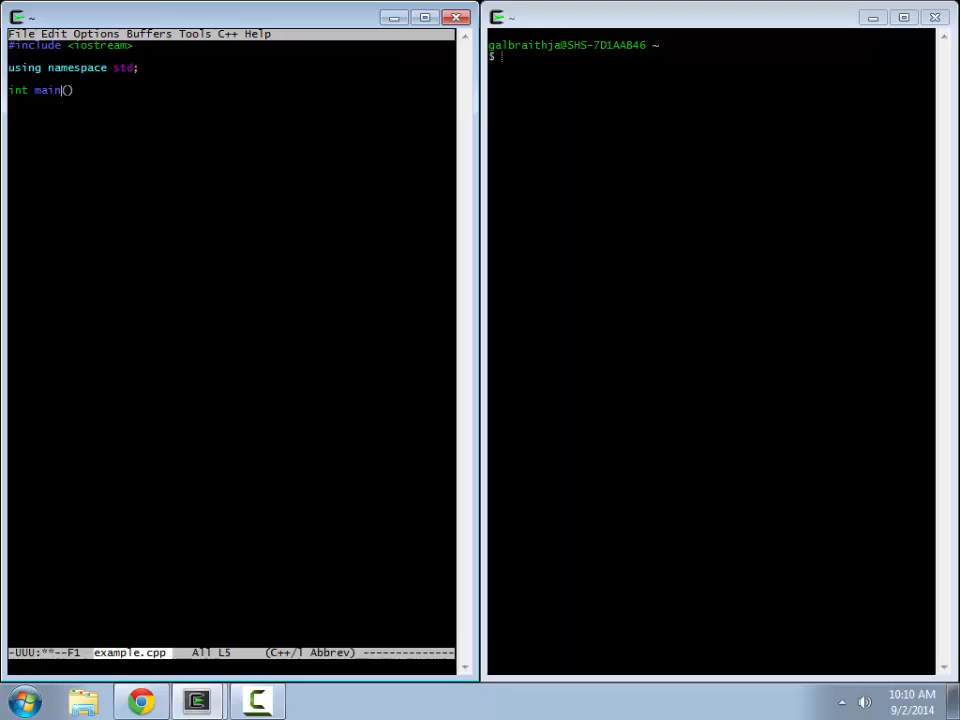 ~
File Edit Options Buffers Tools C++ Help
#include <iostream>
using namespace std;
int main()
-UUU:**--F1 example.cpp All L5 (C++/l Abbrev) --------------
~
galbraithja@SHS-7D1AAB46 ~
$
10:10 AM
9/2/2014